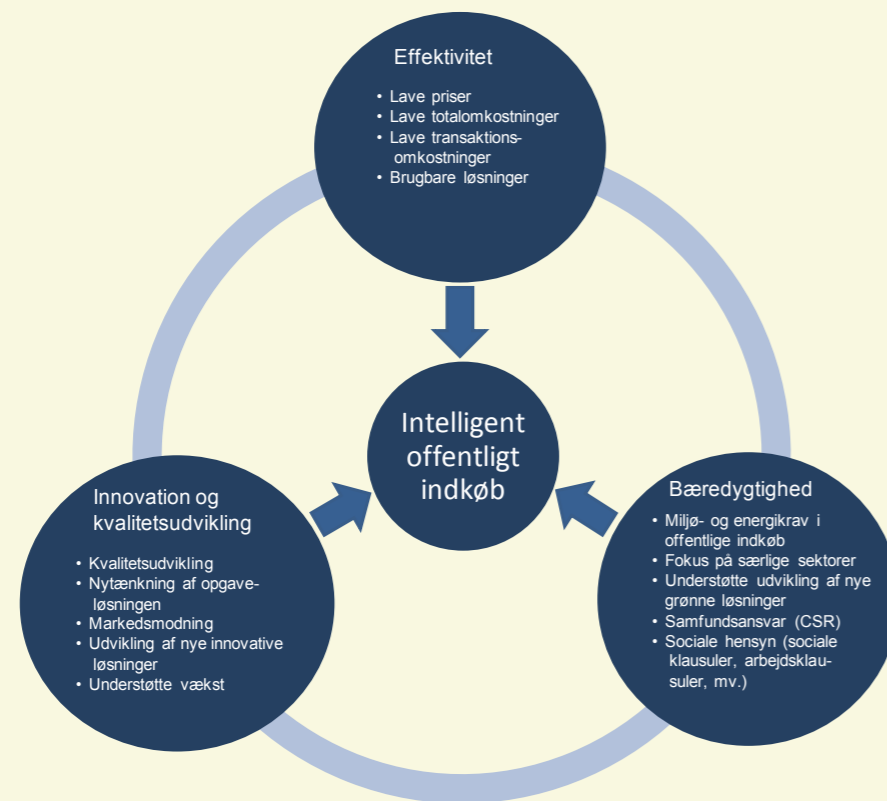 Effektivitet
• Lave priser
• Lave totalomkostninger
• Lave transaktions-
omkostninger
• Brugbare løsninger
Intelligent
offentligt
indkøb
Innovation og
kvalitetsudvikling
• Kvalitetsudvikling
• Nytænkning af opgave-
løsningen
• Markedsmodning
• Udvikling af nye innovative
løsninger
• Understøtte vækst
Bæredygtighed
• Miljø- og energikrav i
offentlige indkøb
• Fokus på særlige sektorer
• Understøtte udvikling af nye
grønne løsninger
• Samfundsansvar (CSR)
• Sociale hensyn (sociale
klausuler, arbejdsklau-
suler, mv.)